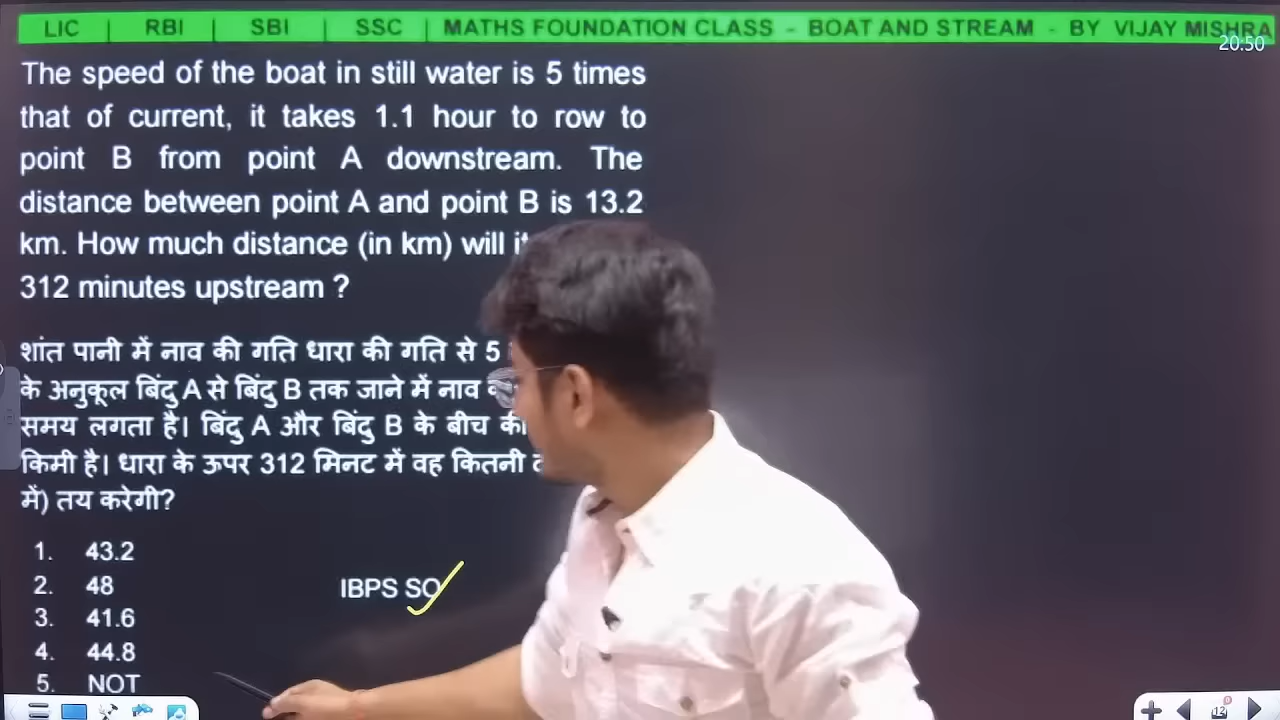 LIC | RBI | SBI | SSC | MATHS FOUNDATION CLASS - BOAT AND STREAM - BY VIJAY MISHRA
20:50
The speed of the boat in still water is 5 times
that of current, it takes 1.1 hour to row to
point B from point A downstream. The
distance between point A and point B is 13.2
km. How much distance (in km) will it
312 minutes upstream ?
शांत पानी में नाव की गति धारा की गति से 5
के अनुकूल बिंदु A से बिंदु B तक जाने में नाव
समय लगता है। बिंदु A और बिंदु B के बीच की
किमी है। धारा के ऊपर 312 मिनट में वह कितनी
में) तय करेगी?
1. 43.2
2. 48
IBPS SO
3. 41.6
4. 44.8
5. NOT
12